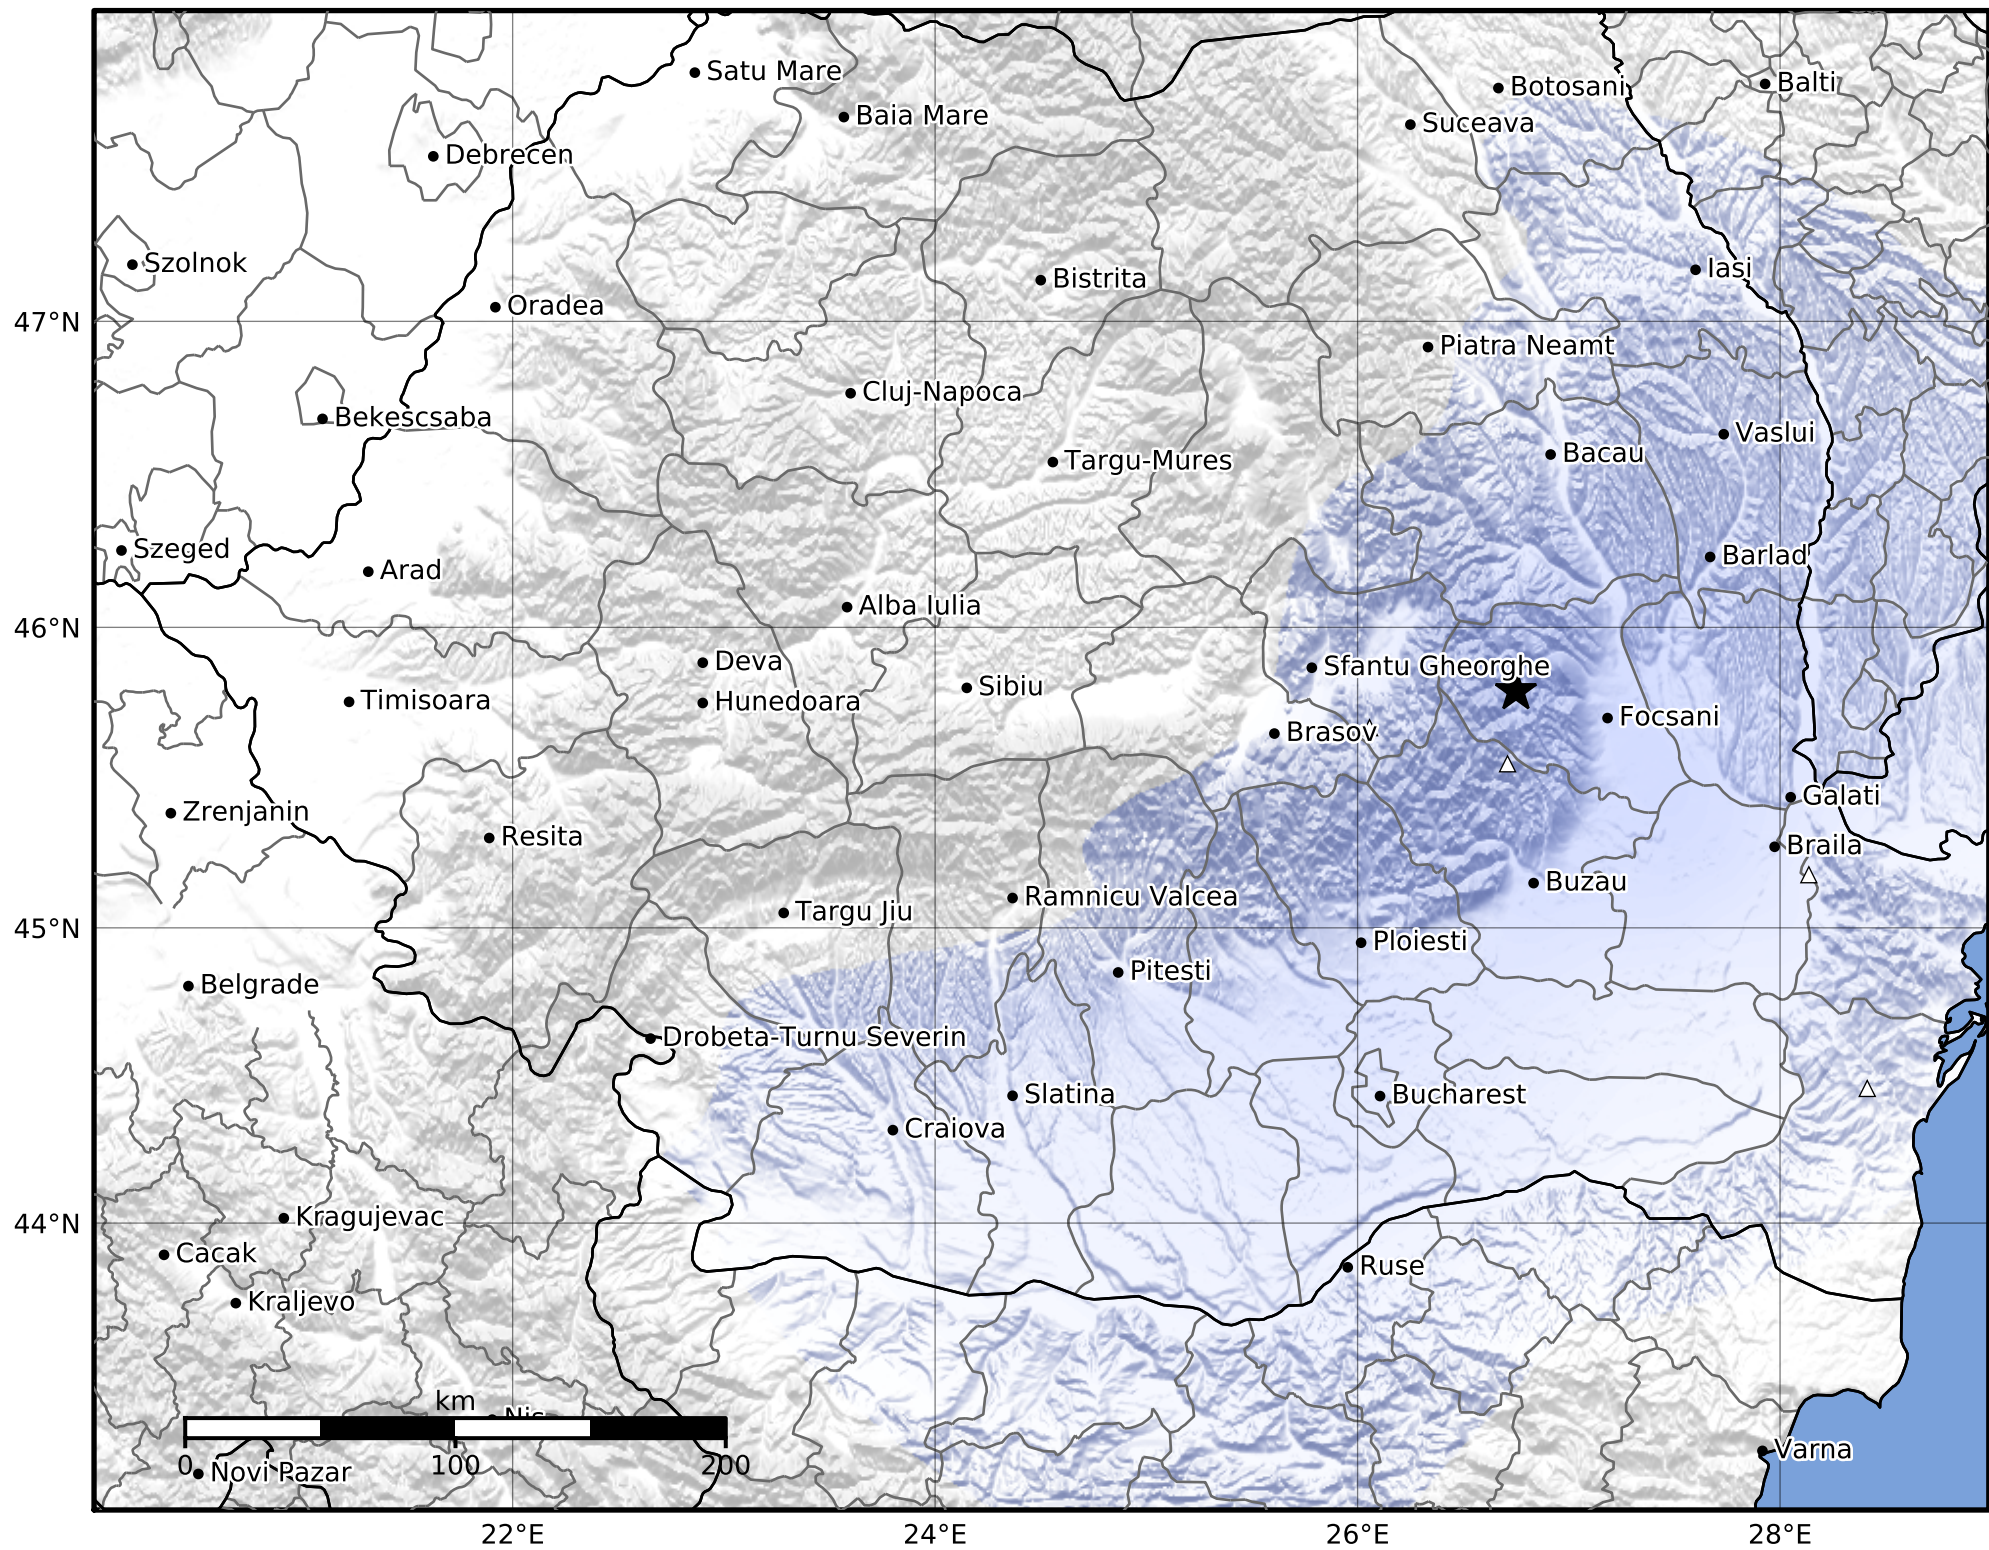 Satu Mare
Botosani
Balti
Baia Mare
Suceava
Debrecen
Szolnok
Iasi
Bistrita
Oradea
47°N
Piatra Neamt
Cluj-Napoca
Bekescsaba
Vaslui
Bacau
Targu-Mures
Szeged
Barlad
Arad
Alba Iulia
46°N
Deva
Sfantu Gheorghe
Sibiu
Timisoara
Hunedoara
Focsani
Brasov
Galati
Zrenjanin
Resita
Braila
Buzau
Ramnicu Valcea
Targu Jiu
45°N
Ploiesti
Pitesti
Belgrade
Drobeta-Turnu Severin
Slatina
Bucharest
Craiova
Kragujevac
44°N
Cacak
Ruse
Kraljevo
km
Nis
Varna
0
100
200
Novi Pazar
22°E
24°E
26°E
28°E